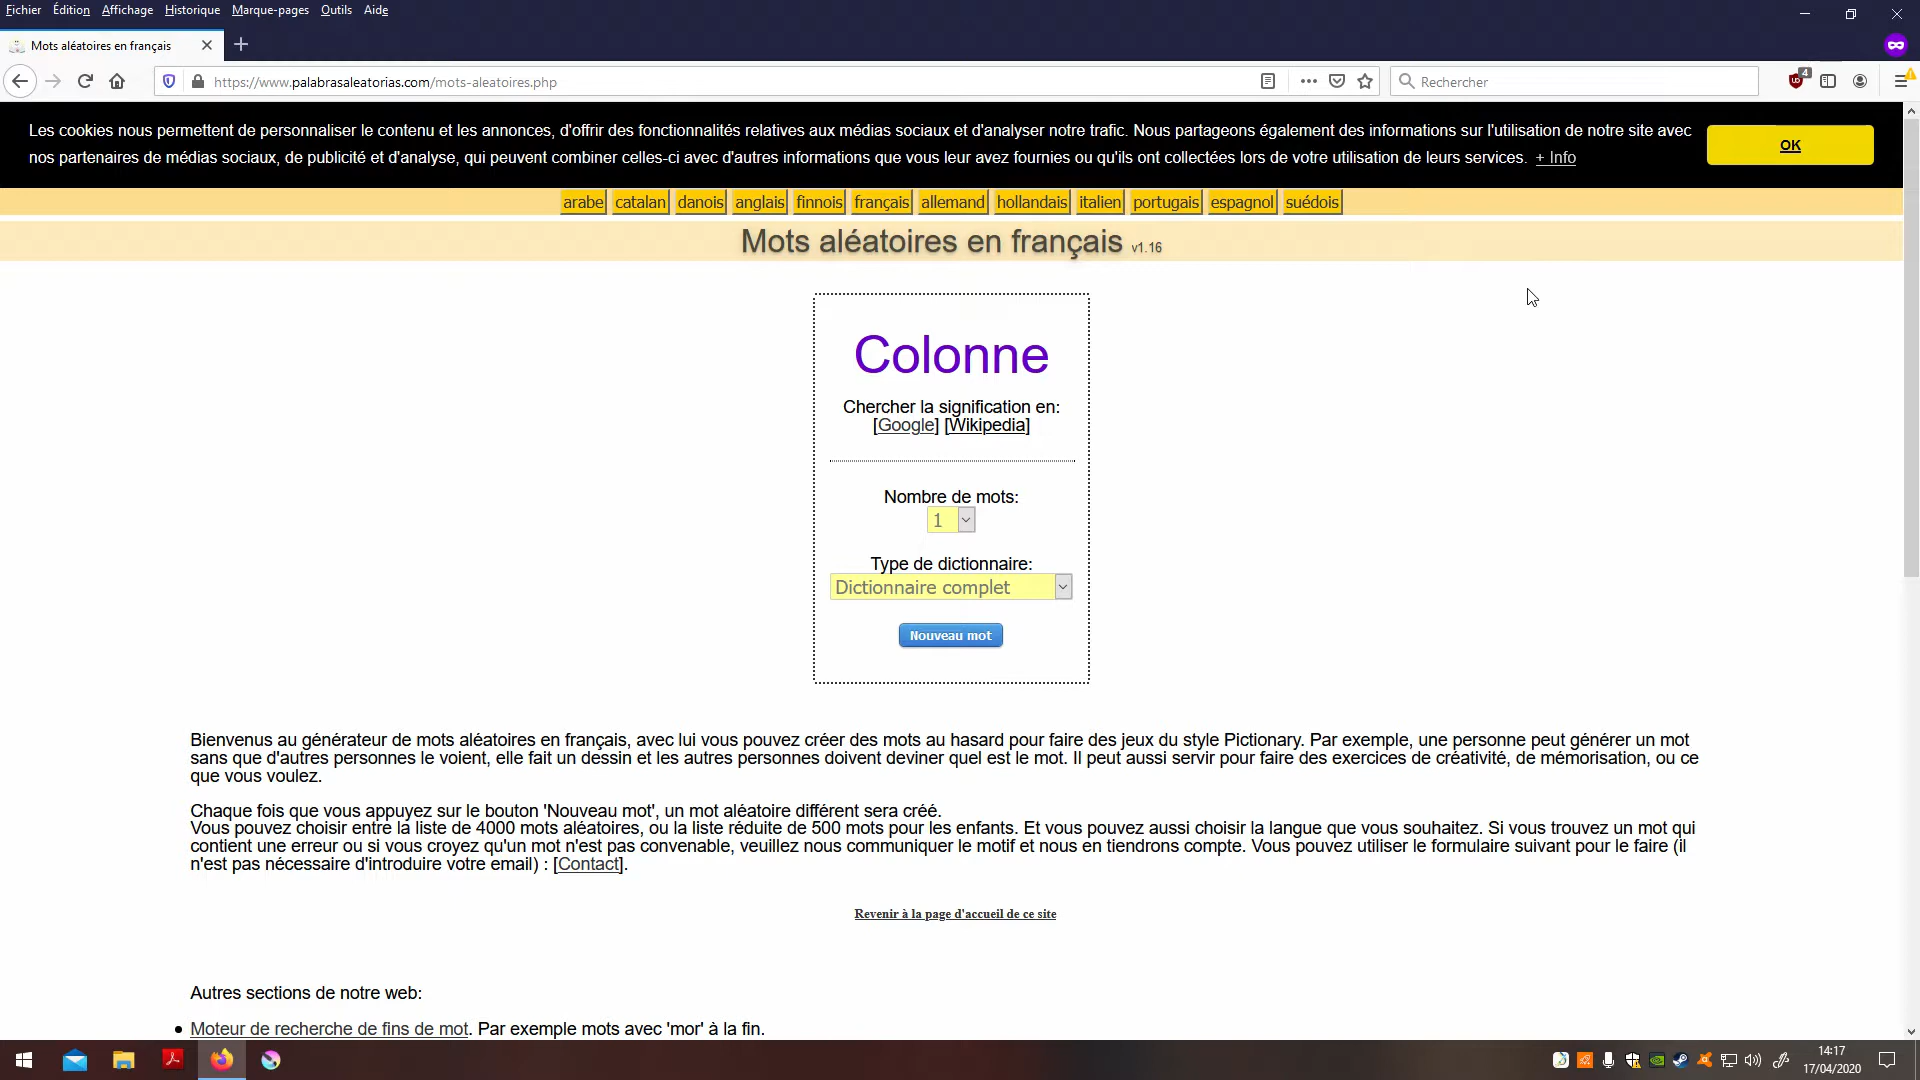 Fichier Édition Affichage Historique Marque-pages Outils Aide
Mots aléatoires en français
https://www.palabrasaleatorias.com/mots-aleatoires.php
Rechercher
4
Les cookies nous permettent de personnaliser le contenu et les annonces, d'offrir des fonctionnalités relatives aux médias sociaux et d'analyser notre trafic. Nous partageons également des informations sur l'utilisation de notre site avec
nos partenaires de médias sociaux, de publicité et d'analyse, qui peuvent combiner celles-ci avec d'autres informations que vous leur avez fournies ou qu'ils ont collectées lors de votre utilisation de leurs services. + Info
OK
arabe catalan danois anglais finnois français allemand hollandais italien portugais espagnol suédois
Mots aléatoires en français v1.16
Colonne
Chercher la signification en:
[Google] [Wikipedia]
Nombre de mots:
1
Type de dictionnaire:
Dictionnaire complet
Nouveau mot
Bienvenus au générateur de mots aléatoires en français, avec lui vous pouvez créer des mots au hasard pour faire des jeux du style Pictionary. Par exemple, une personne peut générer un mot
sans que d'autres personnes le voient, elle fait un dessin et les autres personnes doivent deviner quel est le mot. Il peut aussi servir pour faire des exercices de créativité, de mémorisation, ou ce
que vous voulez.
Chaque fois que vous appuyez sur le bouton 'Nouveau mot', un mot aléatoire différent sera créé.
Vous pouvez choisir entre la liste de 4000 mots aléatoires, ou la liste réduite de 500 mots pour les enfants. Et vous pouvez aussi choisir la langue que vous souhaitez. Si vous trouvez un mot qui
contient une erreur ou si vous croyez qu'un mot n'est pas convenable, veuillez nous communiquer le motif et nous en tiendrons compte. Vous pouvez utiliser le formulaire suivant pour le faire (il
n'est pas nécessaire d'introduire votre email) : [Contact].
Revenir à la page d'accueil de ce site
Autres sections de notre web:
• Moteur de recherche de fins de mot. Par exemple mots avec 'mor' à la fin.
14:17
17/04/2020